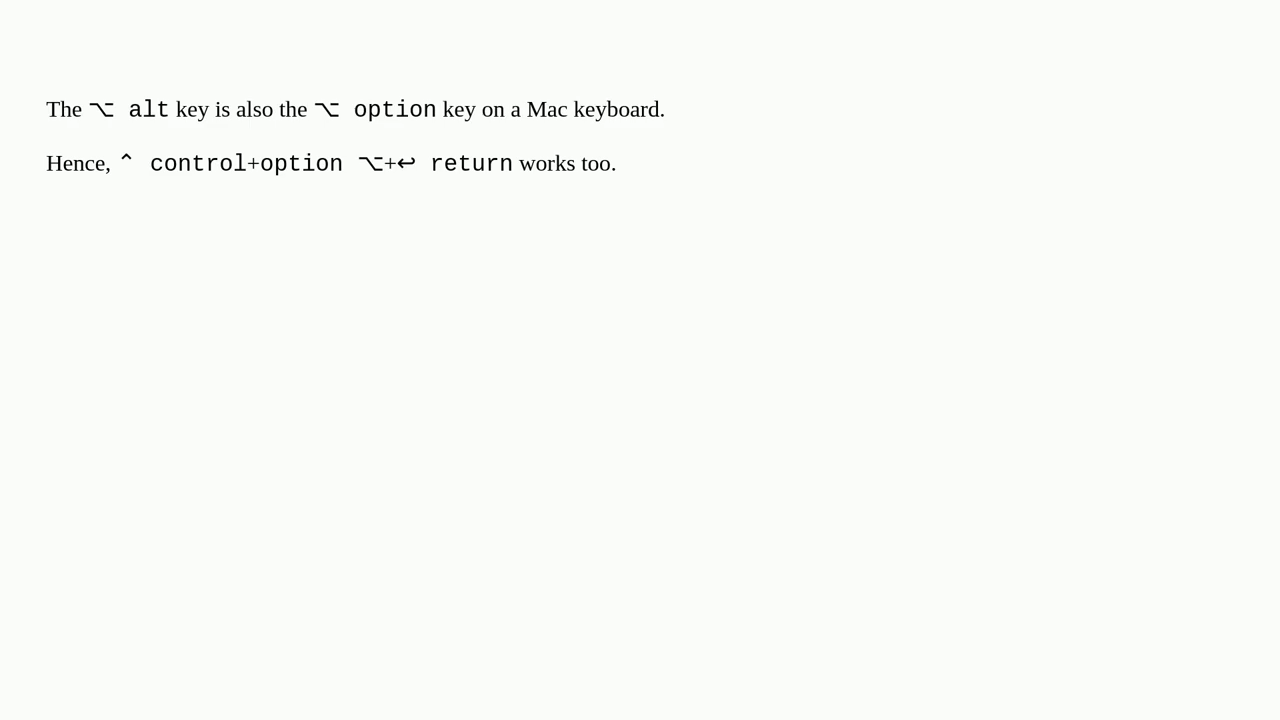 The ⌥ alt key is also the ⌥ option key on a Mac keyboard.
Hence, ⌃ control+option ⌥+↩ return works too.